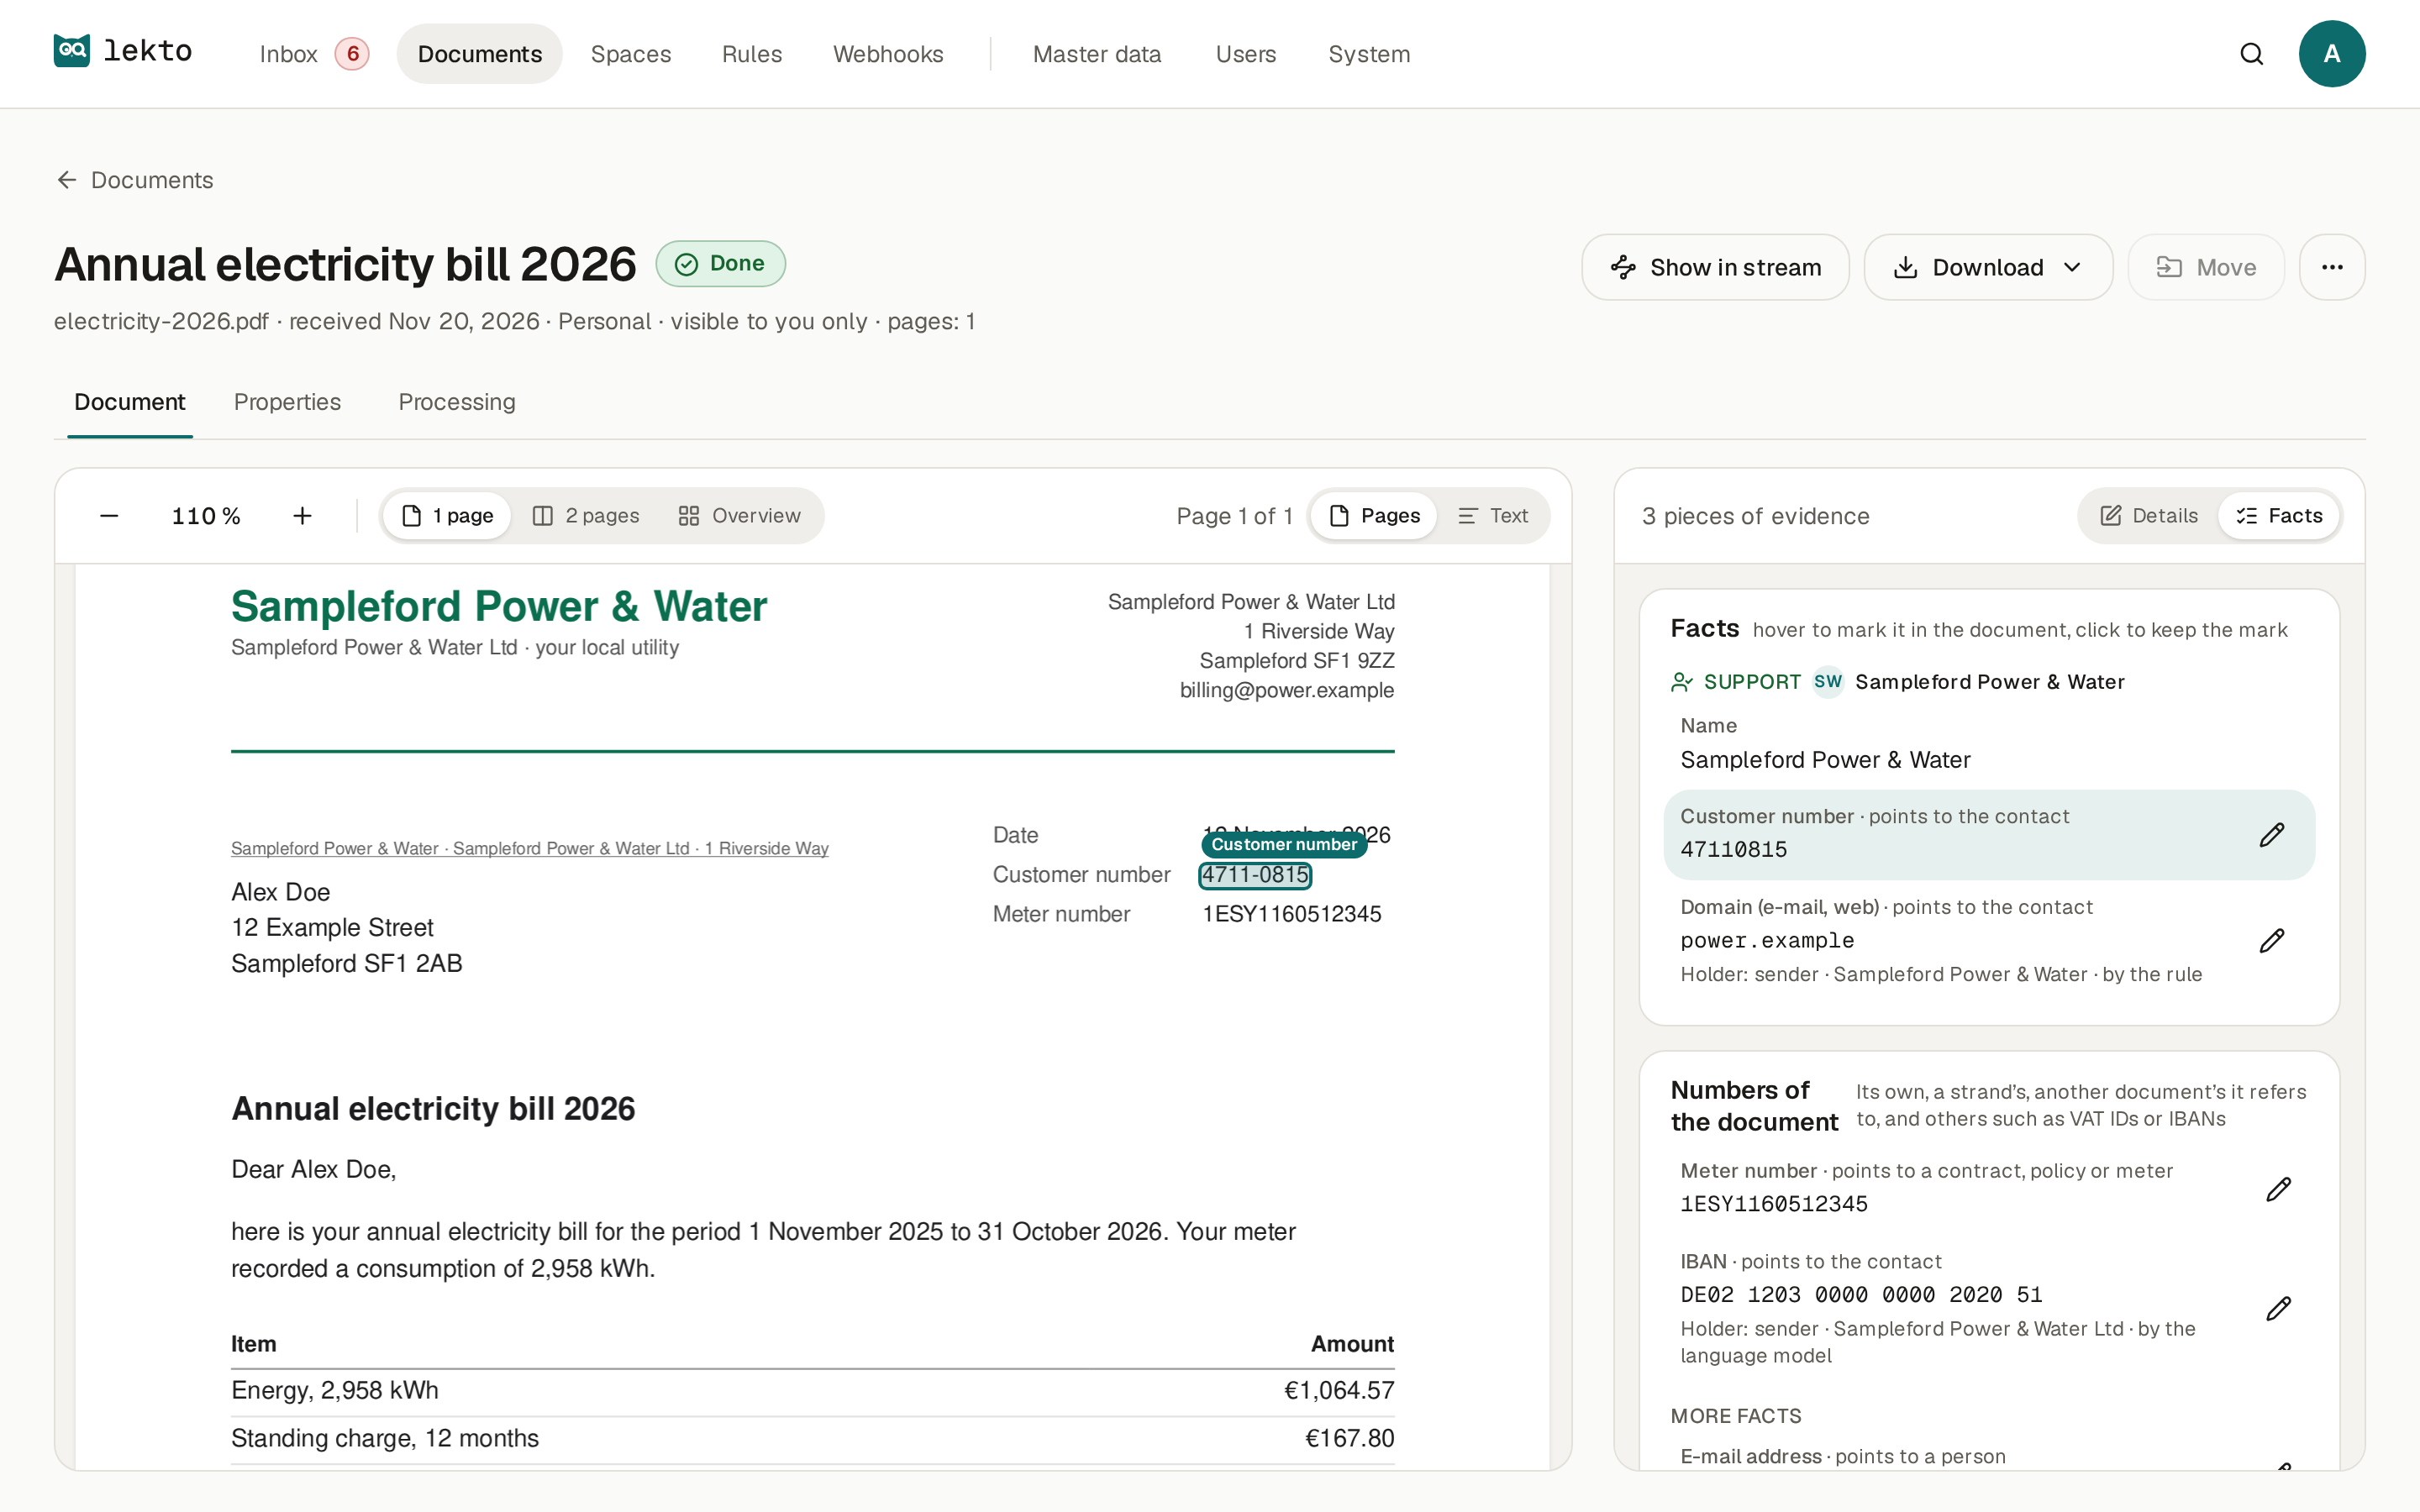 lekto
Inbox 6 Documents Spaces Rules Webhooks Master data Users System A
Documents
Annual electricity bill 2026 Done
Show in stream Download Move
electricity-2026.pdf · received Nov 20, 2026 · Personal · visible to you only · pages: 1
Document Properties Processing
110 % 1 page 2 pages Overview Page 1 of 1 Pages Text
Sampleford Power & Water
Sampleford Power & Water Ltd · your local utility
Sampleford Power & Water Ltd
1 Riverside Way
Sampleford SF1 9ZZ
billing@power.example
Sampleford Power & Water · Sampleford Power & Water Ltd · 1 Riverside Way
Alex Doe
12 Example Street
Sampleford SF1 2AB
Date
Customer number
Customer number 4711-0815
Meter number 1ESY1160512345
Annual electricity bill 2026
Dear Alex Doe,
here is your annual electricity bill for the period 1 November 2025 to 31 October 2026. Your meter
recorded a consumption of 2,958 kWh.
Item Amount
Energy, 2,958 kWh €1,064.57
Standing charge, 12 months €167.80
3 pieces of evidence Details Facts
Facts hover to mark it in the document, click to keep the mark
SUPPORT SW Sampleford Power & Water
Name
Sampleford Power & Water
Customer number · points to the contact
47110815
Domain (e-mail, web) · points to the contact
power.example
Holder: sender · Sampleford Power & Water · by the rule
Numbers of
the document
Its own, a strand’s, another document’s it refers
to, and others such as VAT IDs or IBANs
Meter number · points to a contract, policy or meter
1ESY1160512345
IBAN · points to the contact
DE02 1203 0000 0000 2020 51
Holder: sender · Sampleford Power & Water Ltd · by the
language model
MORE FACTS
E-mail address · points to a person